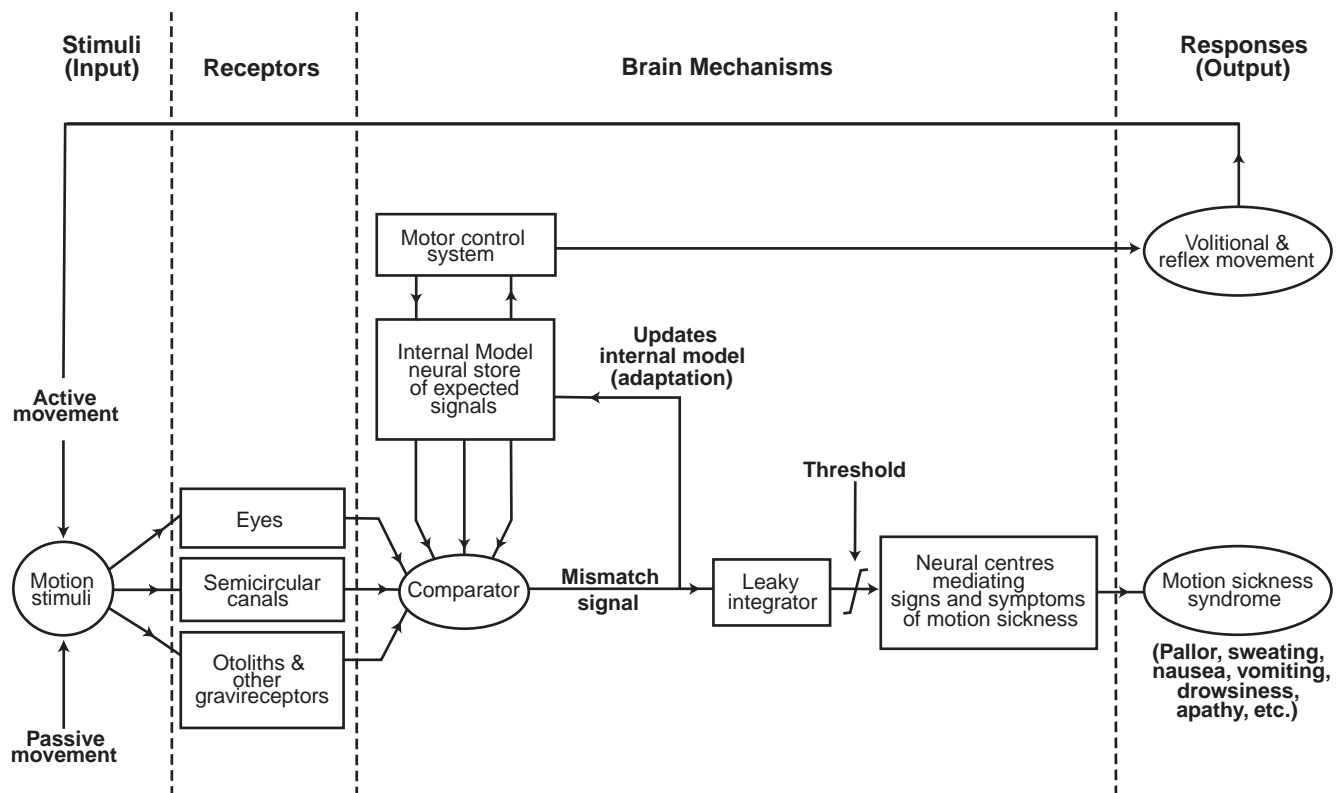 Stimuli
(Input)
Receptors
Brain Mechanisms
Responses
(Output)
Motor control
system
Volitional &
reflex movement
Internal Model
neural store
of expected
signals
Updates
internal model
(adaptation)
Active
movement
Threshold
Eyes
Motion
stimuli
Semicircular
canals
Comparator
Mismatch
signal
Leaky
integrator
Neural centres
mediating
signs and symptoms
of motion sickness
Motion sickness
syndrome
Otoliths &
other
gravireceptors
(Pallor, sweating,
nausea, vomiting,
drowsiness,
apathy, etc.)
Passive
movement